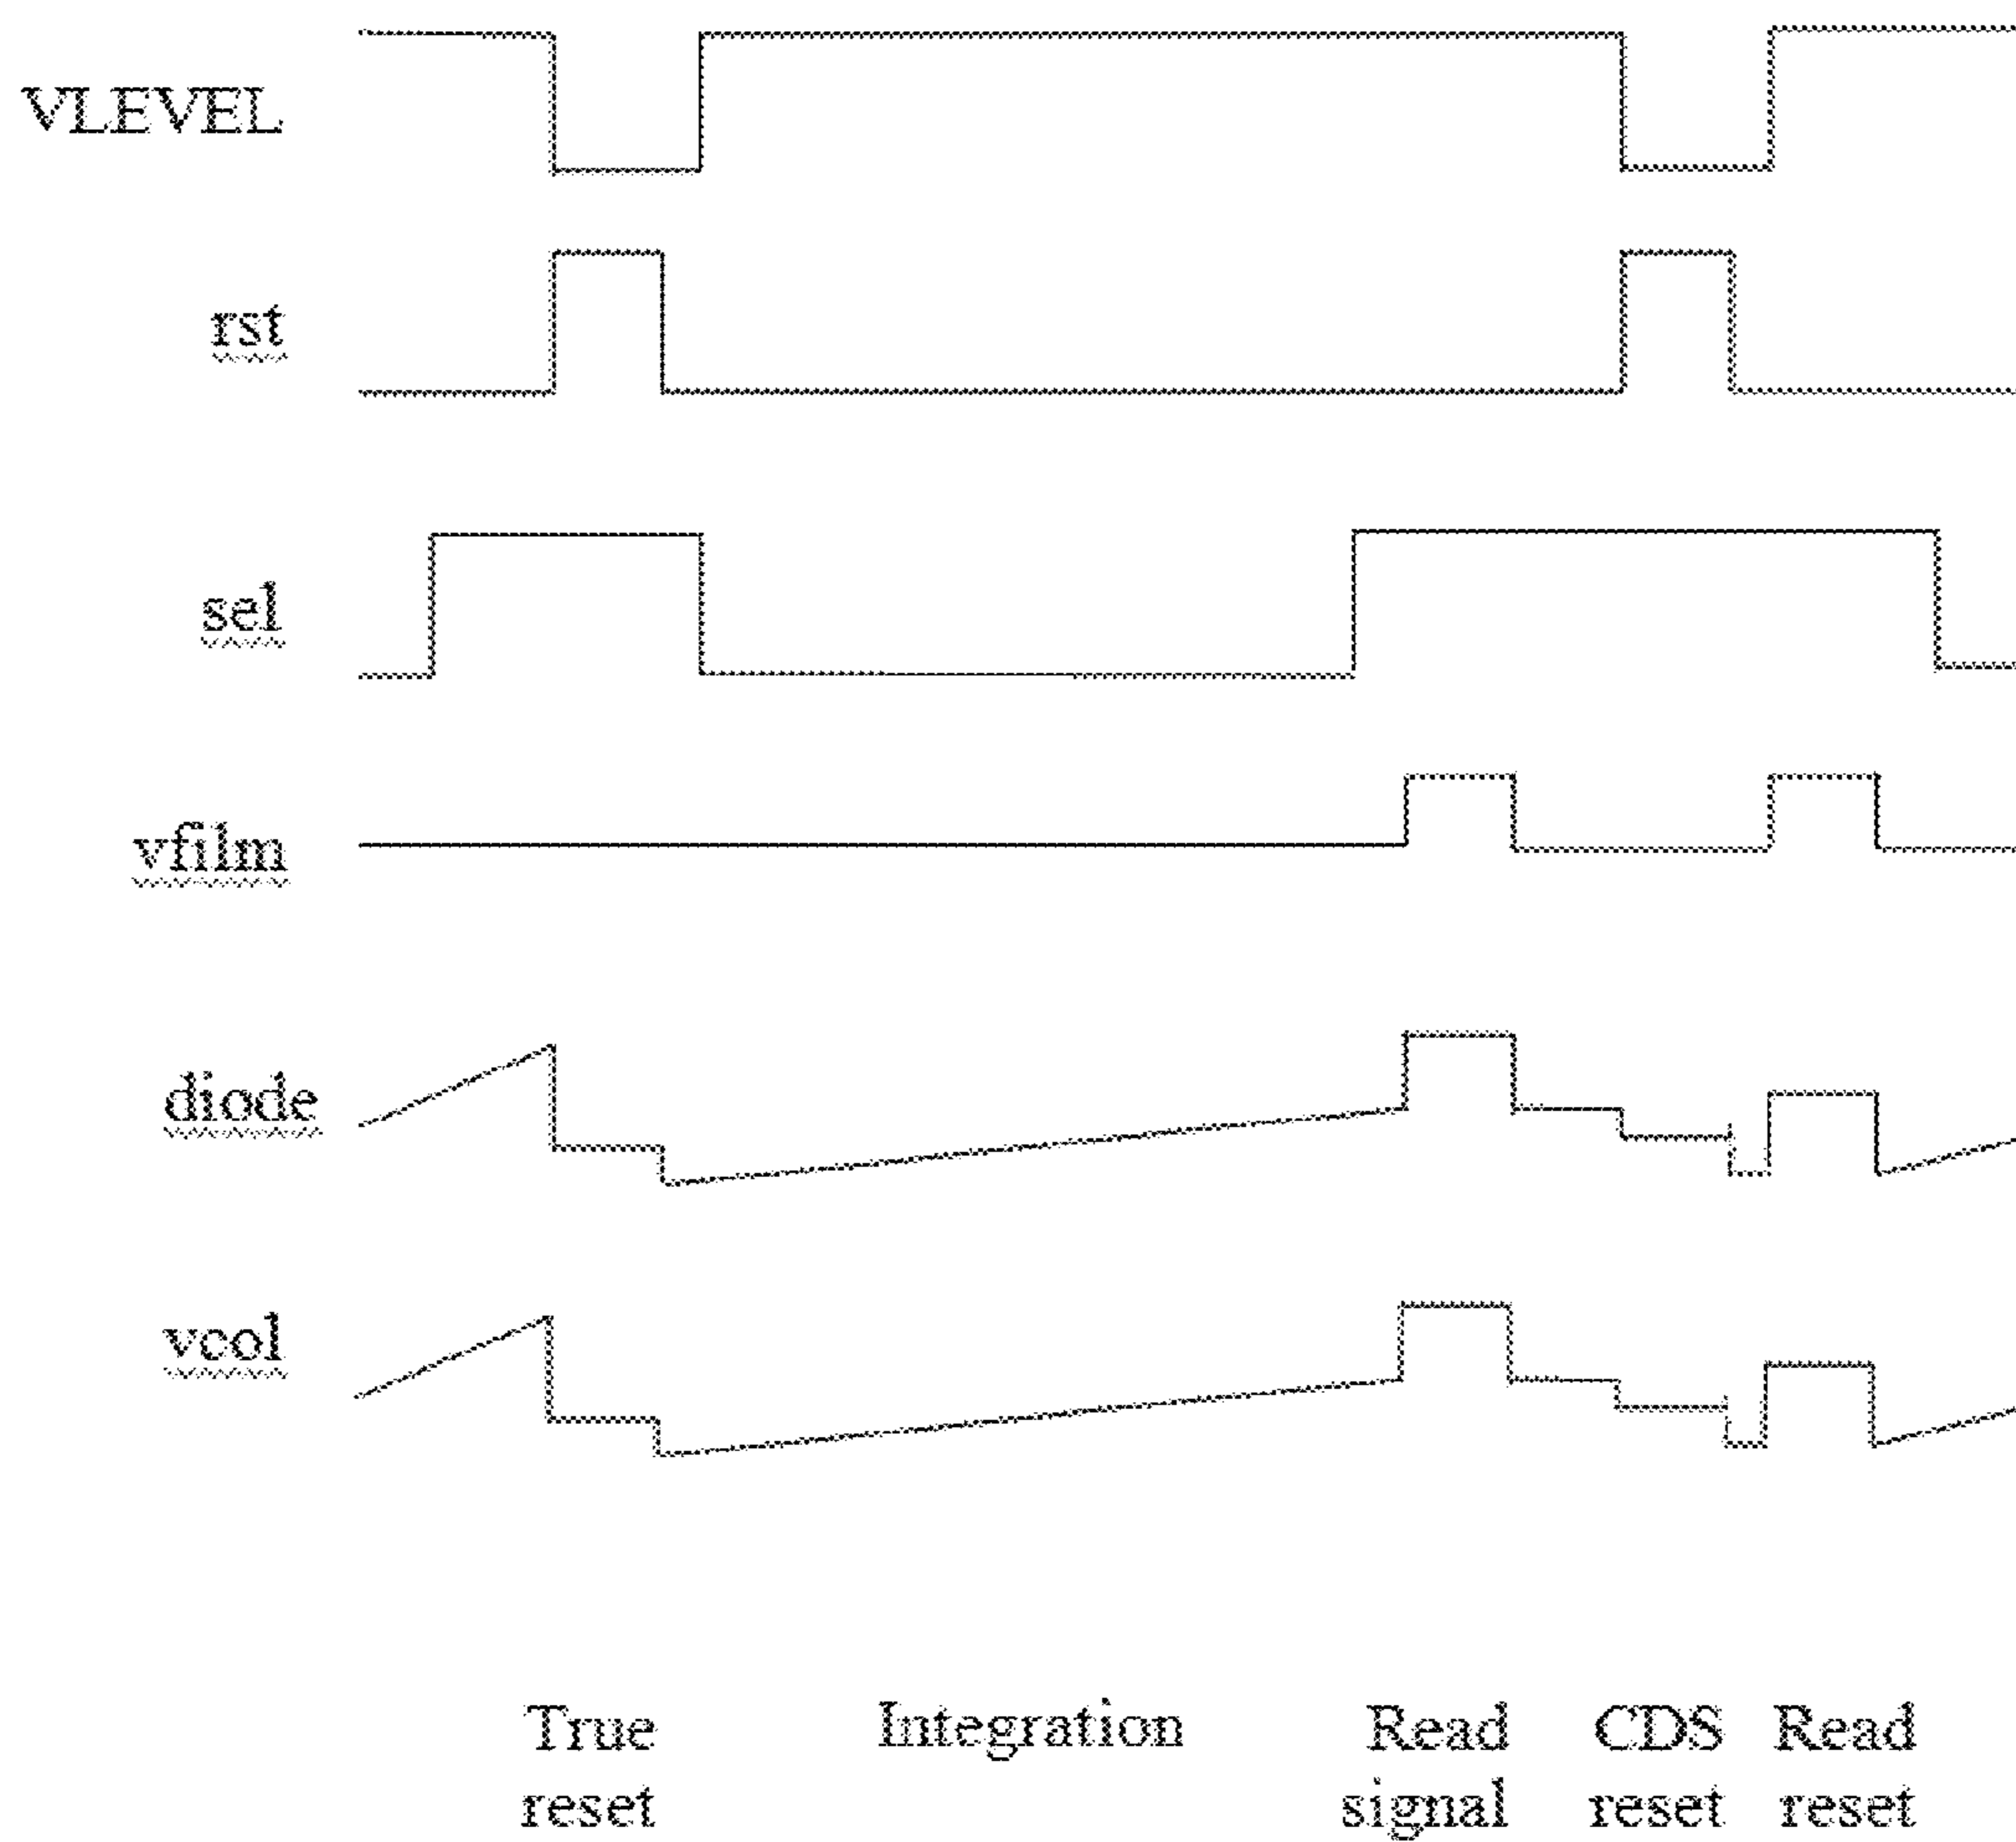 VLEVEL
rst
sel
vfilm
diode
vcol
True reset
Integration
Read signal
CDS reset
Read reset